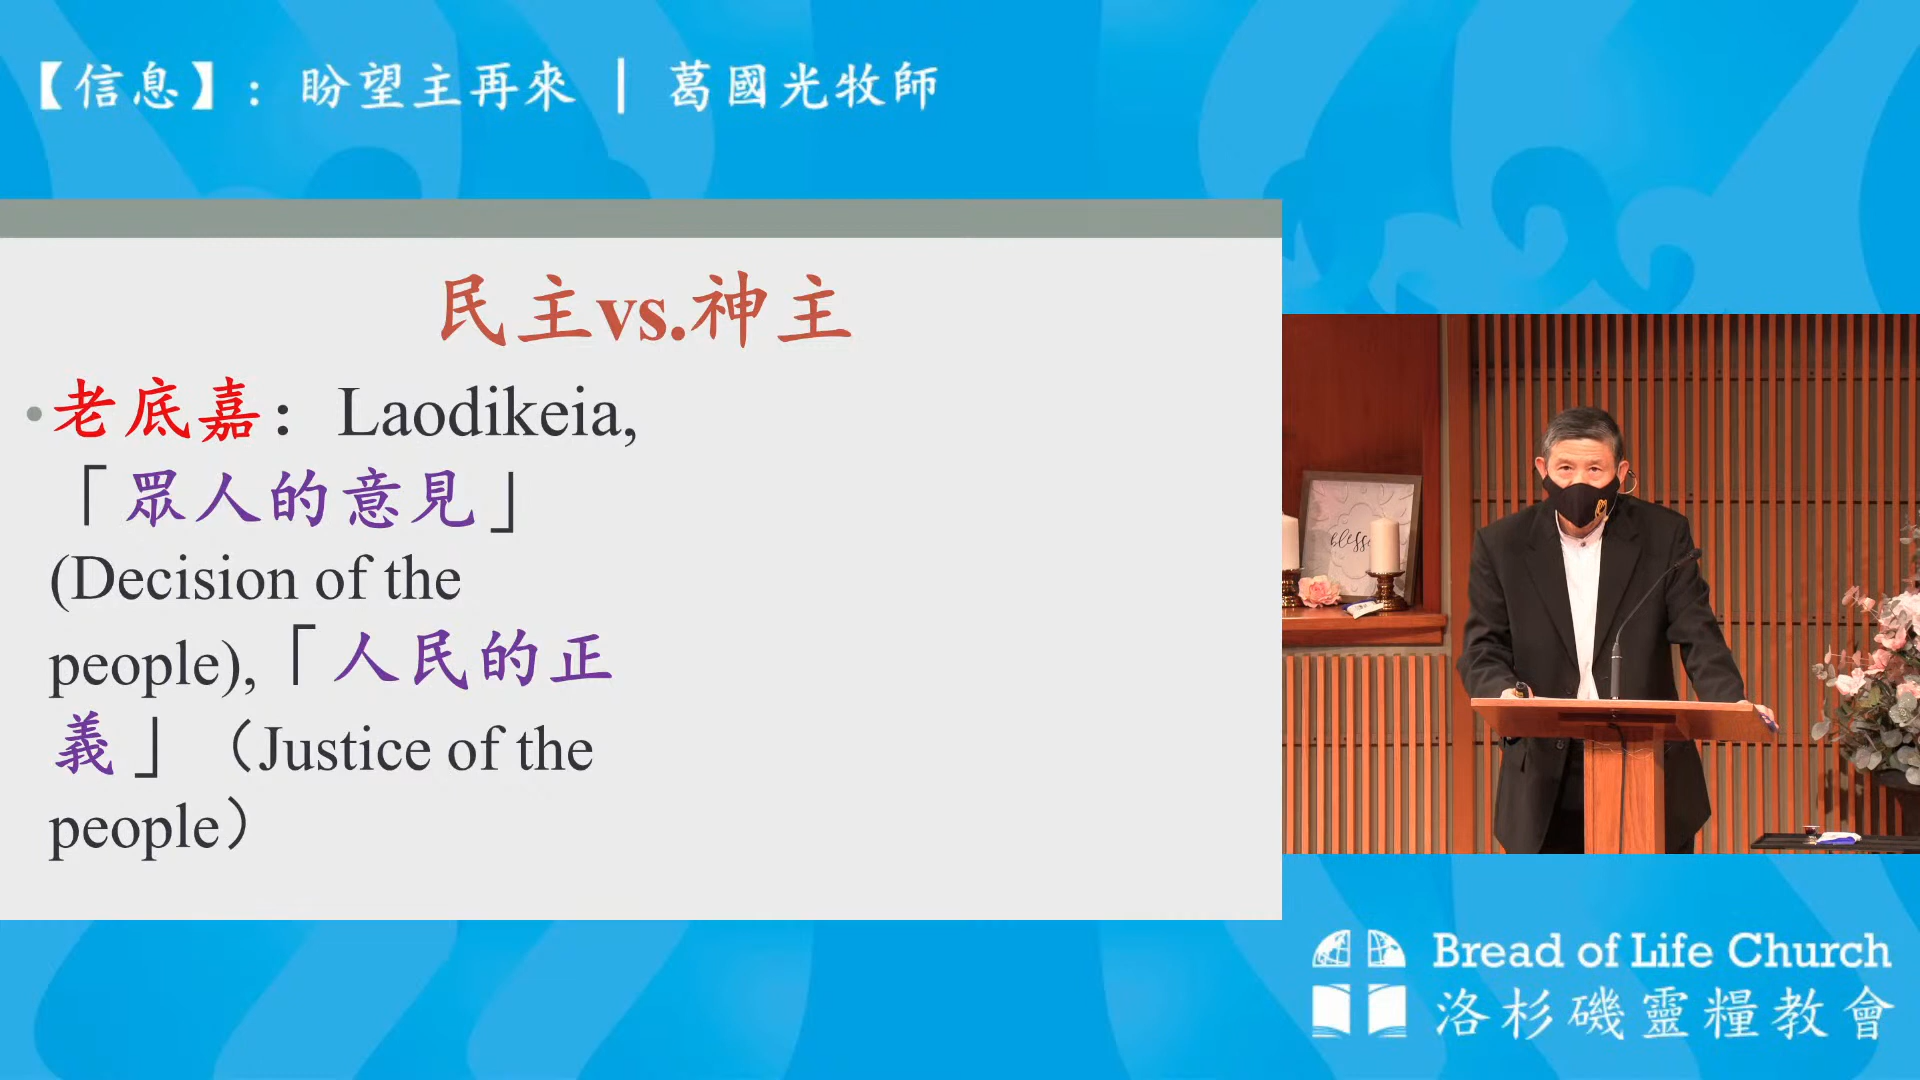 【信息】：盼望主再來 | 葛國光牧師
民主vs.神主
•老底嘉：Laodikeia,
「眾人的意見」
(Decision of the
people),「人民的正
義」（Justice of the
people）
Bread of Life Church
洛杉磯靈糧教會